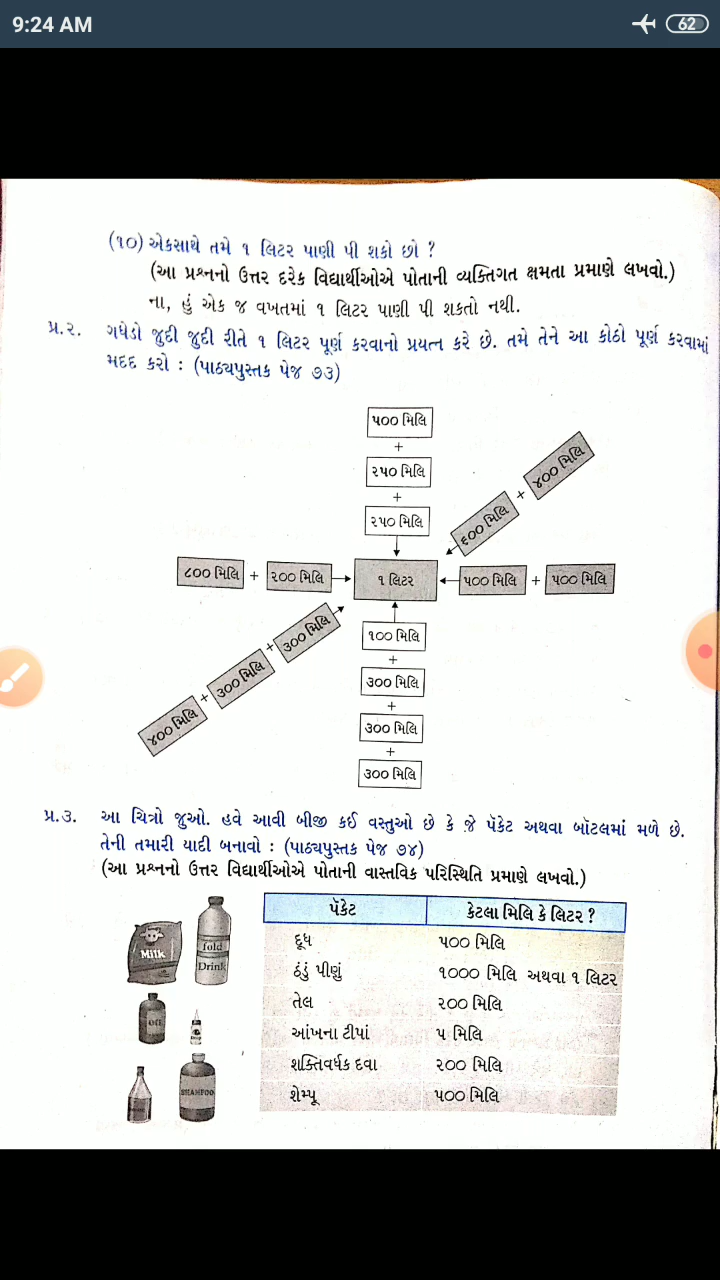 9:24 AM
62
(૧૦) એકસાથે તમે ૧ લિટર પાણી પી શકો છો ?
(આ પ્રશ્નનો ઉત્તર દરેક વિદ્યાર્થીઓએ પોતાની વ્યક્તિગત ક્ષમતા પ્રમાણે લખવો.)
ના, હું એક જ વખતમાં ૧ લિટર પાણી પી શકતો નથી.
પ્ર.૨. ગધેડો જુદી જુદી રીતે ૧ લિટર પૂર્ણ કરવાનો પ્રયત્ન કરે છે. તમે તેને આ કોઠો પૂર્ણ કરવામાં
મદદ કરો : (પાઠ્યપુસ્તક પેજ ૭૩)
૫૦૦ મિલિ
+
૨૫૦ મિલિ
+
૨૫૦ મિલિ
૬૦૦ મિલિ + ૪૦૦ મિલિ
૮૦૦ મિલિ + ૨૦૦ મિલિ
૧ લિટર
૫૦૦ મિલિ + ૫૦૦ મિલિ
૪૦૦ મિલિ + ૩૦૦ મિલિ + ૩૦૦ મિલિ
૧૦૦ મિલિ
+
૩૦૦ મિલિ
+
૩૦૦ મિલિ
+
૩૦૦ મિલિ
પ્ર.૩. આ ચિત્રો જુઓ. હવે આવી બીજી કઈ વસ્તુઓ છે કે જે પૅકેટ અથવા બૉટલમાં મળે છે.
તેની તમારી યાદી બનાવો : (પાઠ્યપુસ્તક પેજ ૭૪)
(આ પ્રશ્નનો ઉત્તર વિદ્યાર્થીઓએ પોતાની વાસ્તવિક પરિસ્થિતિ પ્રમાણે લખવો.)
Milk
fold
Drink
oil
SHAMPOO
પૅકેટ કેટલા મિલિ કે લિટર ?
દૂધ ૫૦૦ મિલિ
ઠંડું પીણું ૧૦૦૦ મિલિ અથવા ૧ લિટર
તેલ ૨૦૦ મિલિ
આંખના ટીપાં ૫ મિલિ
શક્તિવર્ધક દવા ૨૦૦ મિલિ
શેમ્પૂ ૫૦૦ મિલિ